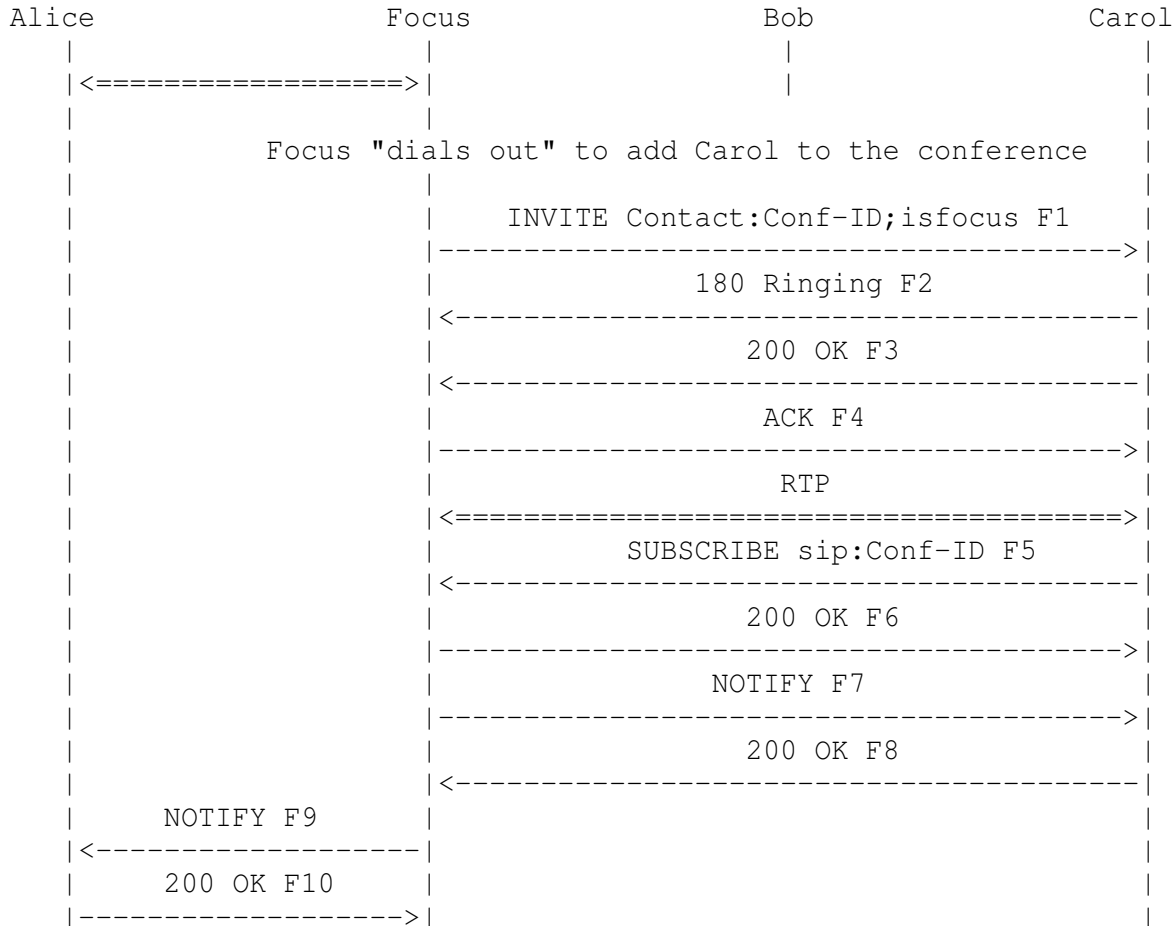 Alice Focus Bob Carol
Focus "dials out" to add Carol to the conference
INVITE Contact:Conf-ID;isfocus F1
180 Ringing F2
200 OK F3
ACK F4
RTP
SUBSCRIBE sip:Conf-ID F5
200 OK F6
NOTIFY F7
200 OK F8
NOTIFY F9
200 OK F10